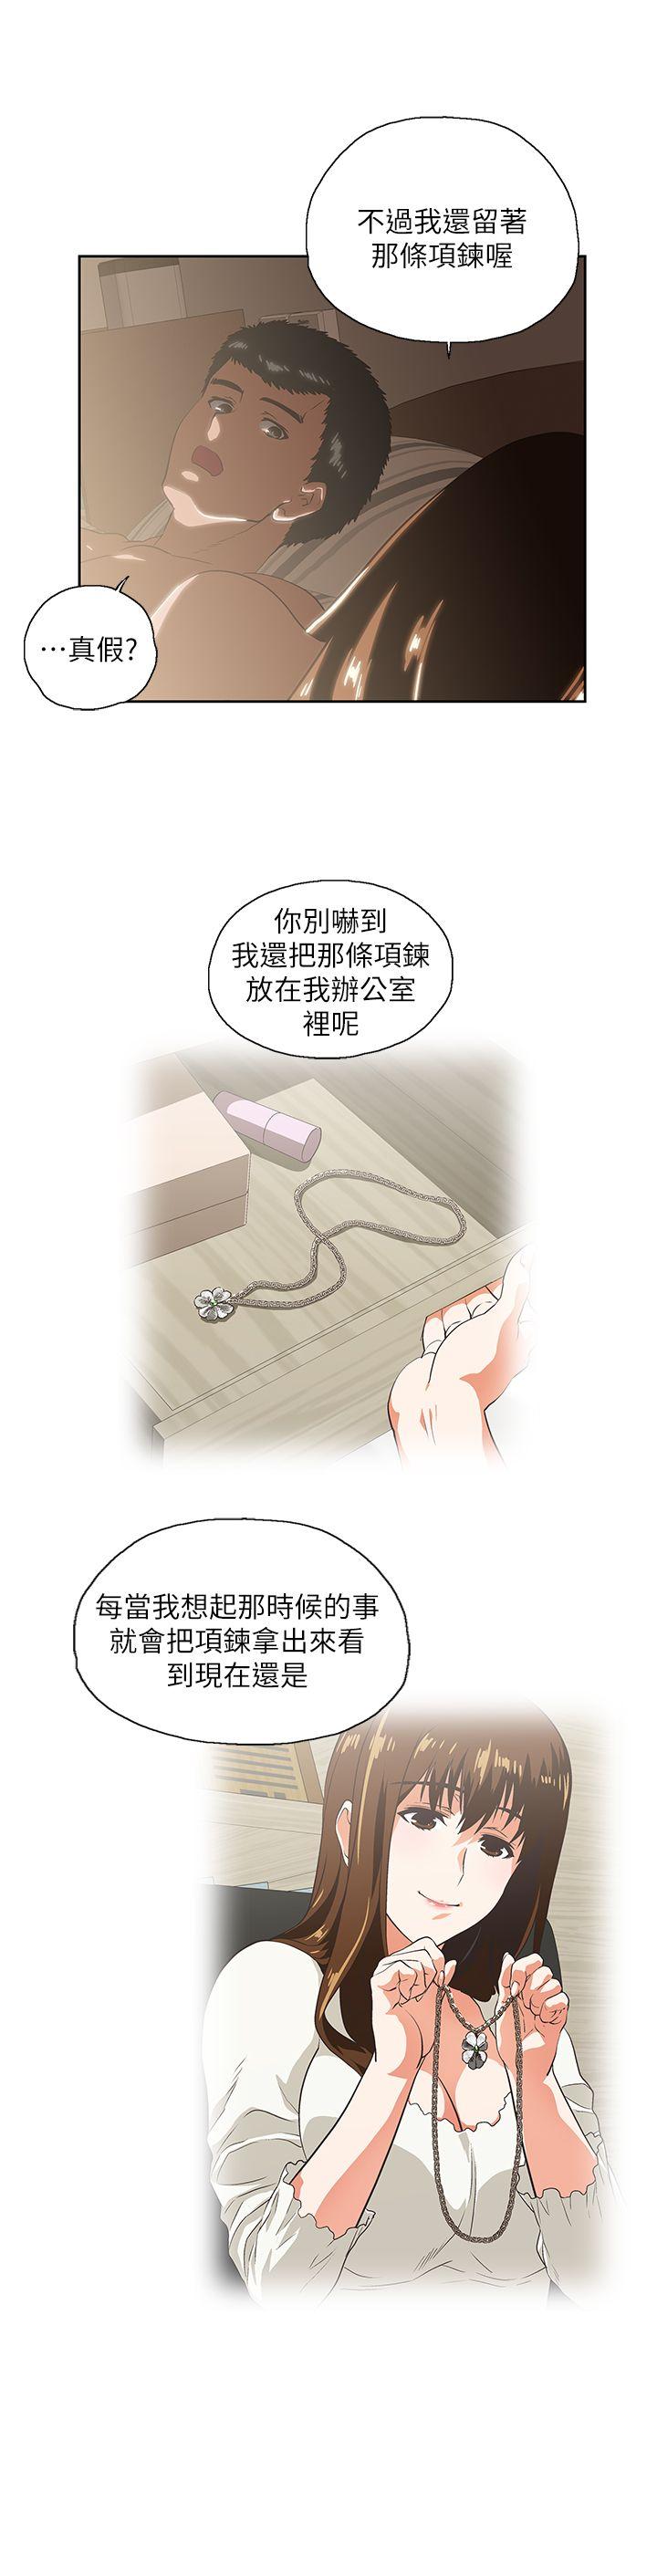 不過我還留著
那條項鍊喔
…真假?
你別嚇到
我還把那條項鍊
放在我辦公室
裡呢
每當我想起那時候的事
就會把項鍊拿出來看
到現在還是